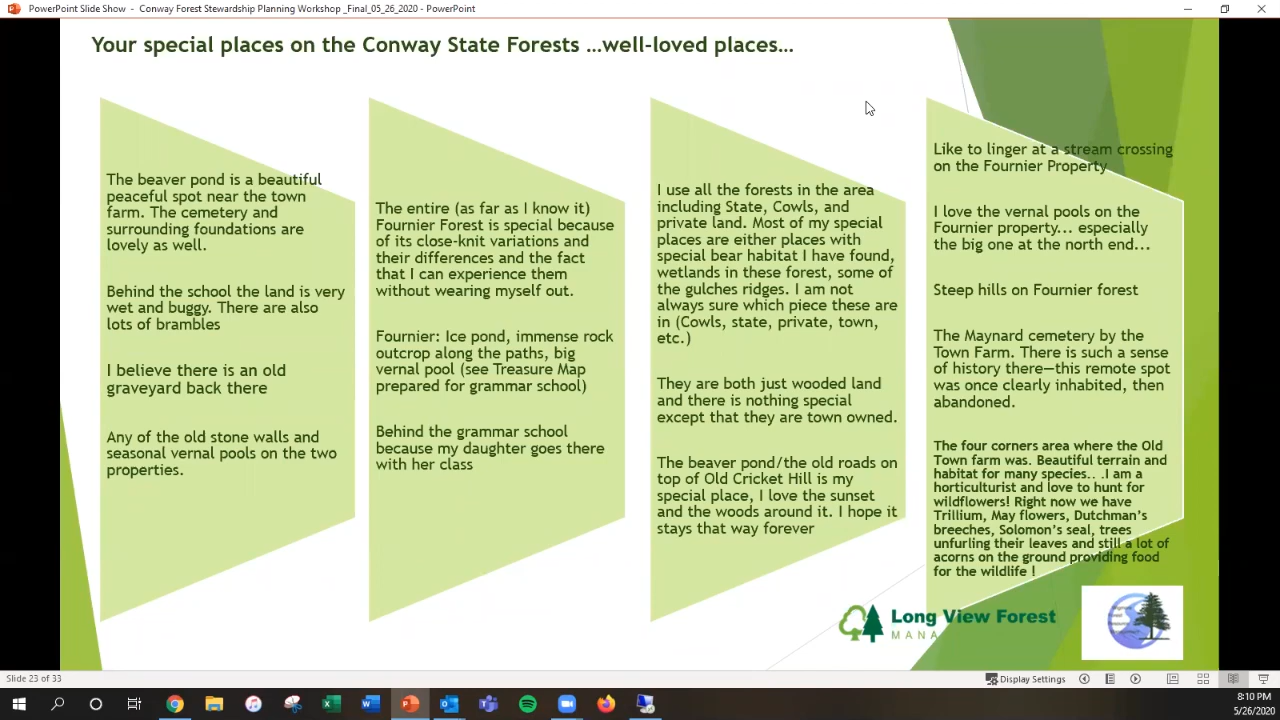 PowerPoint Slide Show - Conway Forest Stewardship Planning Workshop _Final_05_26_2020 - PowerPoint
Your special places on the Conway State Forests …well-loved places…
The beaver pond is a beautiful
peaceful spot near the town
farm. The cemetery and
surrounding foundations are
lovely as well.
Behind the school the land is very
wet and buggy. There are also
lots of brambles
I believe there is an old
graveyard back there
Any of the old stone walls and
seasonal vernal pools on the two
properties.
The entire (as far as I know it)
Fournier Forest is special because
of its close-knit variations and
their differences and the fact
that I can experience them
without wearing myself out.
Fournier: Ice pond, immense rock
outcrop along the paths, big
vernal pool (see Treasure Map
prepared for grammar school)
Behind the grammar school
because my daughter goes there
with her class
I use all the forests in the area
including State, Cowls, and
private land. Most of my special
places are either places with
special bear habitat I have found,
wetlands in these forest, some of
the gulches ridges. I am not
always sure which piece these are
in (Cowls, state, private, town,
etc.)
They are both just wooded land
and there is nothing special
except that they are town owned.
The beaver pond/the old roads on
top of Old Cricket Hill is my
special place, I love the sunset
and the woods around it. I hope it
stays that way forever
Like to linger at a stream crossing
on the Fournier Property
I love the vernal pools on the
Fournier property... especially
the big one at the north end...
Steep hills on Fournier forest
The Maynard cemetery by the
Town Farm. There is such a sense
of history there—this remote spot
was once clearly inhabited, then
abandoned.
The four corners area where the Old
Town farm was. Beautiful terrain and
habitat for many species.. .I am a
horticulturist and love to hunt for
wildflowers! Right now we have
Trillium, May flowers, Dutchman's
breeches, Solomon's seal, trees
unfurling their leaves and still a lot of
acorns on the ground providing food
for the wildlife !
Long View Forest
MANA
Slide 23 of 33
Display Settings
8:10 PM
5/26/2020